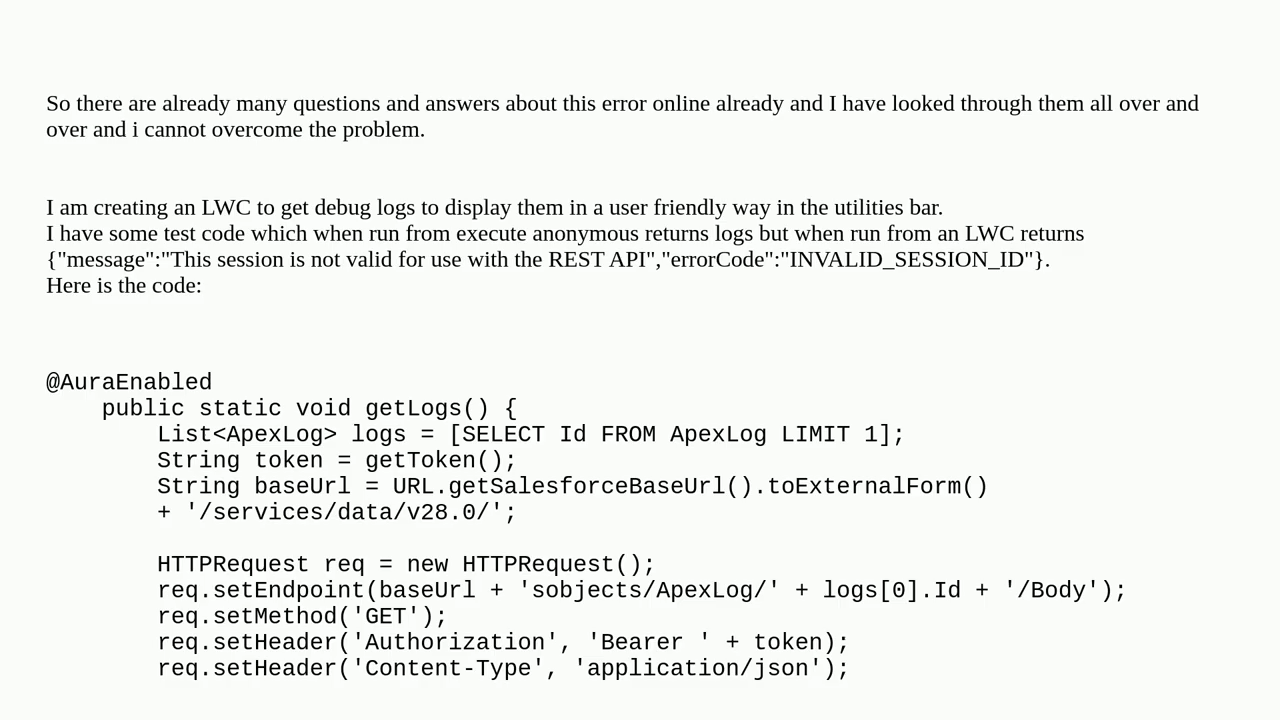 So there are already many questions and answers about this error online already and I have looked through them all over and
over and i cannot overcome the problem.
I am creating an LWC to get debug logs to display them in a user friendly way in the utilities bar.
I have some test code which when run from execute anonymous returns logs but when run from an LWC returns
{"message":"This session is not valid for use with the REST API","errorCode":"INVALID_SESSION_ID"}.
Here is the code:
@AuraEnabled
    public static void getLogs() {
        List<ApexLog> logs = [SELECT Id FROM ApexLog LIMIT 1];
        String token = getToken();
        String baseUrl = URL.getSalesforceBaseUrl().toExternalForm()
        + '/services/data/v28.0/';
        HTTPRequest req = new HTTPRequest();
        req.setEndpoint(baseUrl + 'sobjects/ApexLog/' + logs[0].Id + '/Body');
        req.setMethod('GET');
        req.setHeader('Authorization', 'Bearer ' + token);
        req.setHeader('Content-Type', 'application/json');